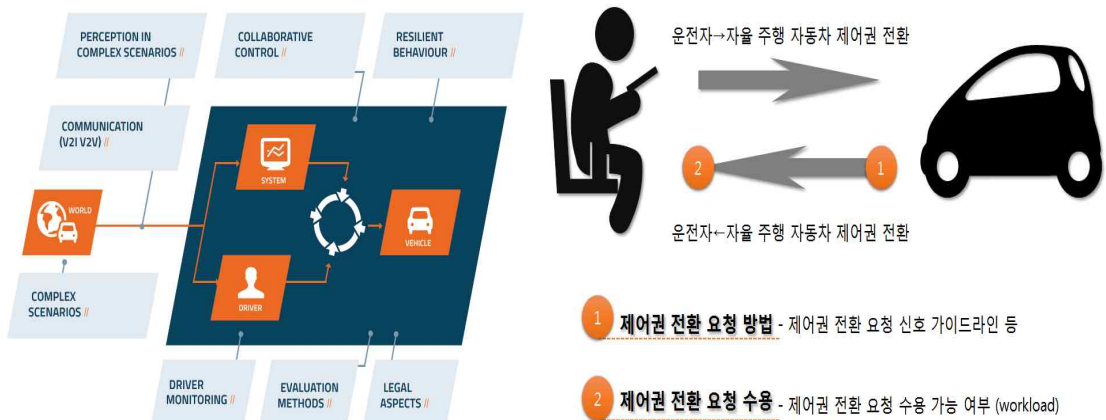 PERCEPTION IN
COMPLEX SCENARIOS //
COLLABORATIVE
CONTROL //
RESILIENT
BEHAVIOUR //
COMMUNICATION
(V2I V2V) //
WORLD
SYSTEM
VEHICLE
DRIVER
COMPLEX
SCENARIOS //
DRIVER
MONITORING //
EVALUATION
METHODS //
LEGAL
ASPECTS //
운전자→자율 주행 자동차 제어권 전환
2
1
운전자←자율 주행 자동차 제어권 전환
1 제어권 전환 요청 방법 - 제어권 전환 요청 신호 가이드라인 등
2 제어권 전환 요청 수용 - 제어권 전환 요청 수용 가능 여부 (workload)